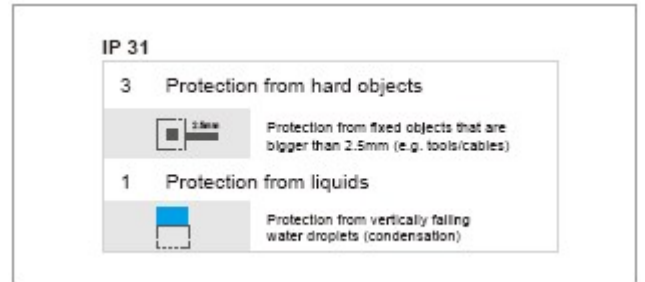 IP 31
3 Protection from hard objects
2.5mm
Protection from fixed objects that are
bigger than 2.5mm (e.g. tools/cables)
1 Protection from liquids
Protection from vertically falling
water droplets (condensation)